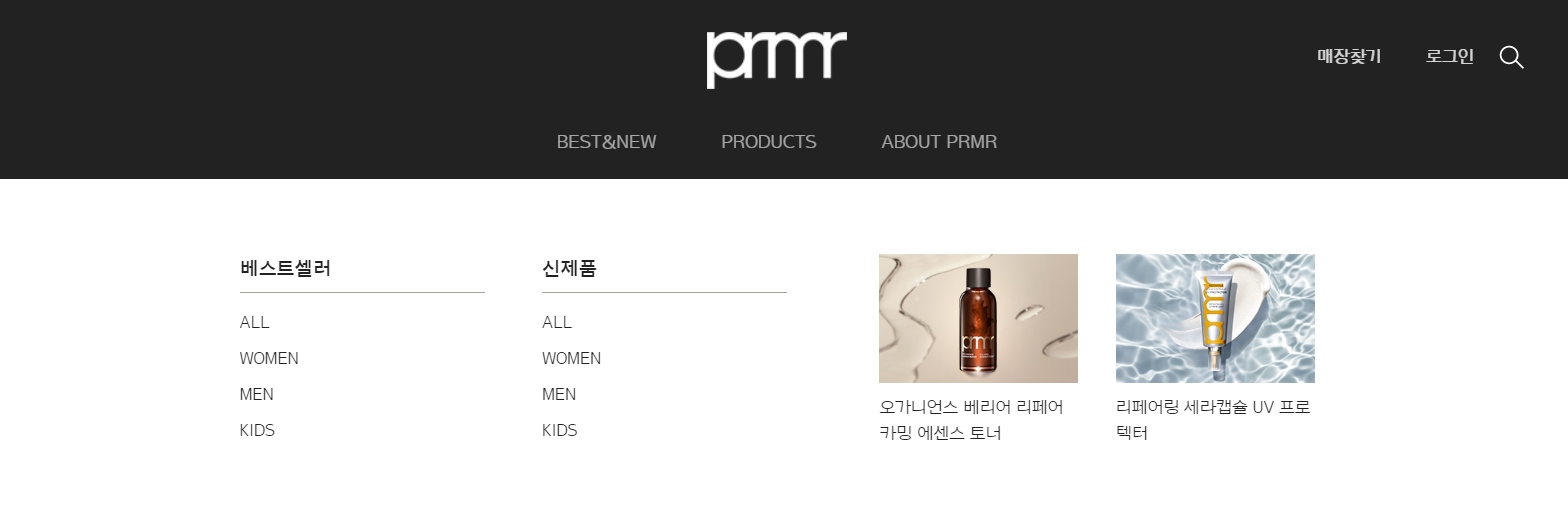 prmr
매장찾기
로그인
BEST&NEW
PRODUCTS
ABOUT PRMR
베스트셀러
ALL
WOMEN
MEN
KIDS
신제품
ALL
WOMEN
MEN
KIDS
prmr
오가니언스 베리어 리페어
카밍 에센스 토너
prmr
리페어링 세라캡슐 UV 프로
텍터